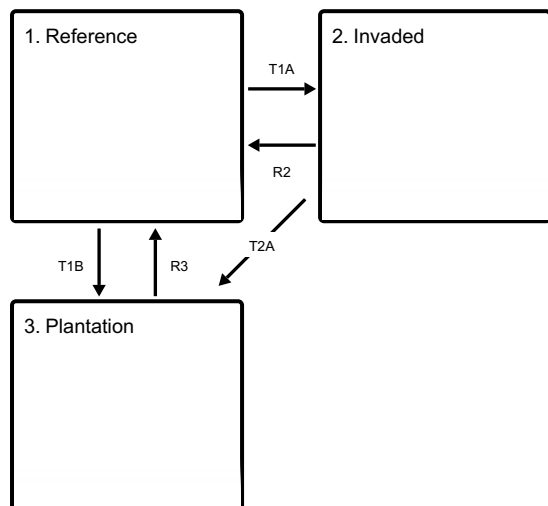 1. Reference
2. Invaded
T1A
R2
T2A
T1B
R3
3. Plantation